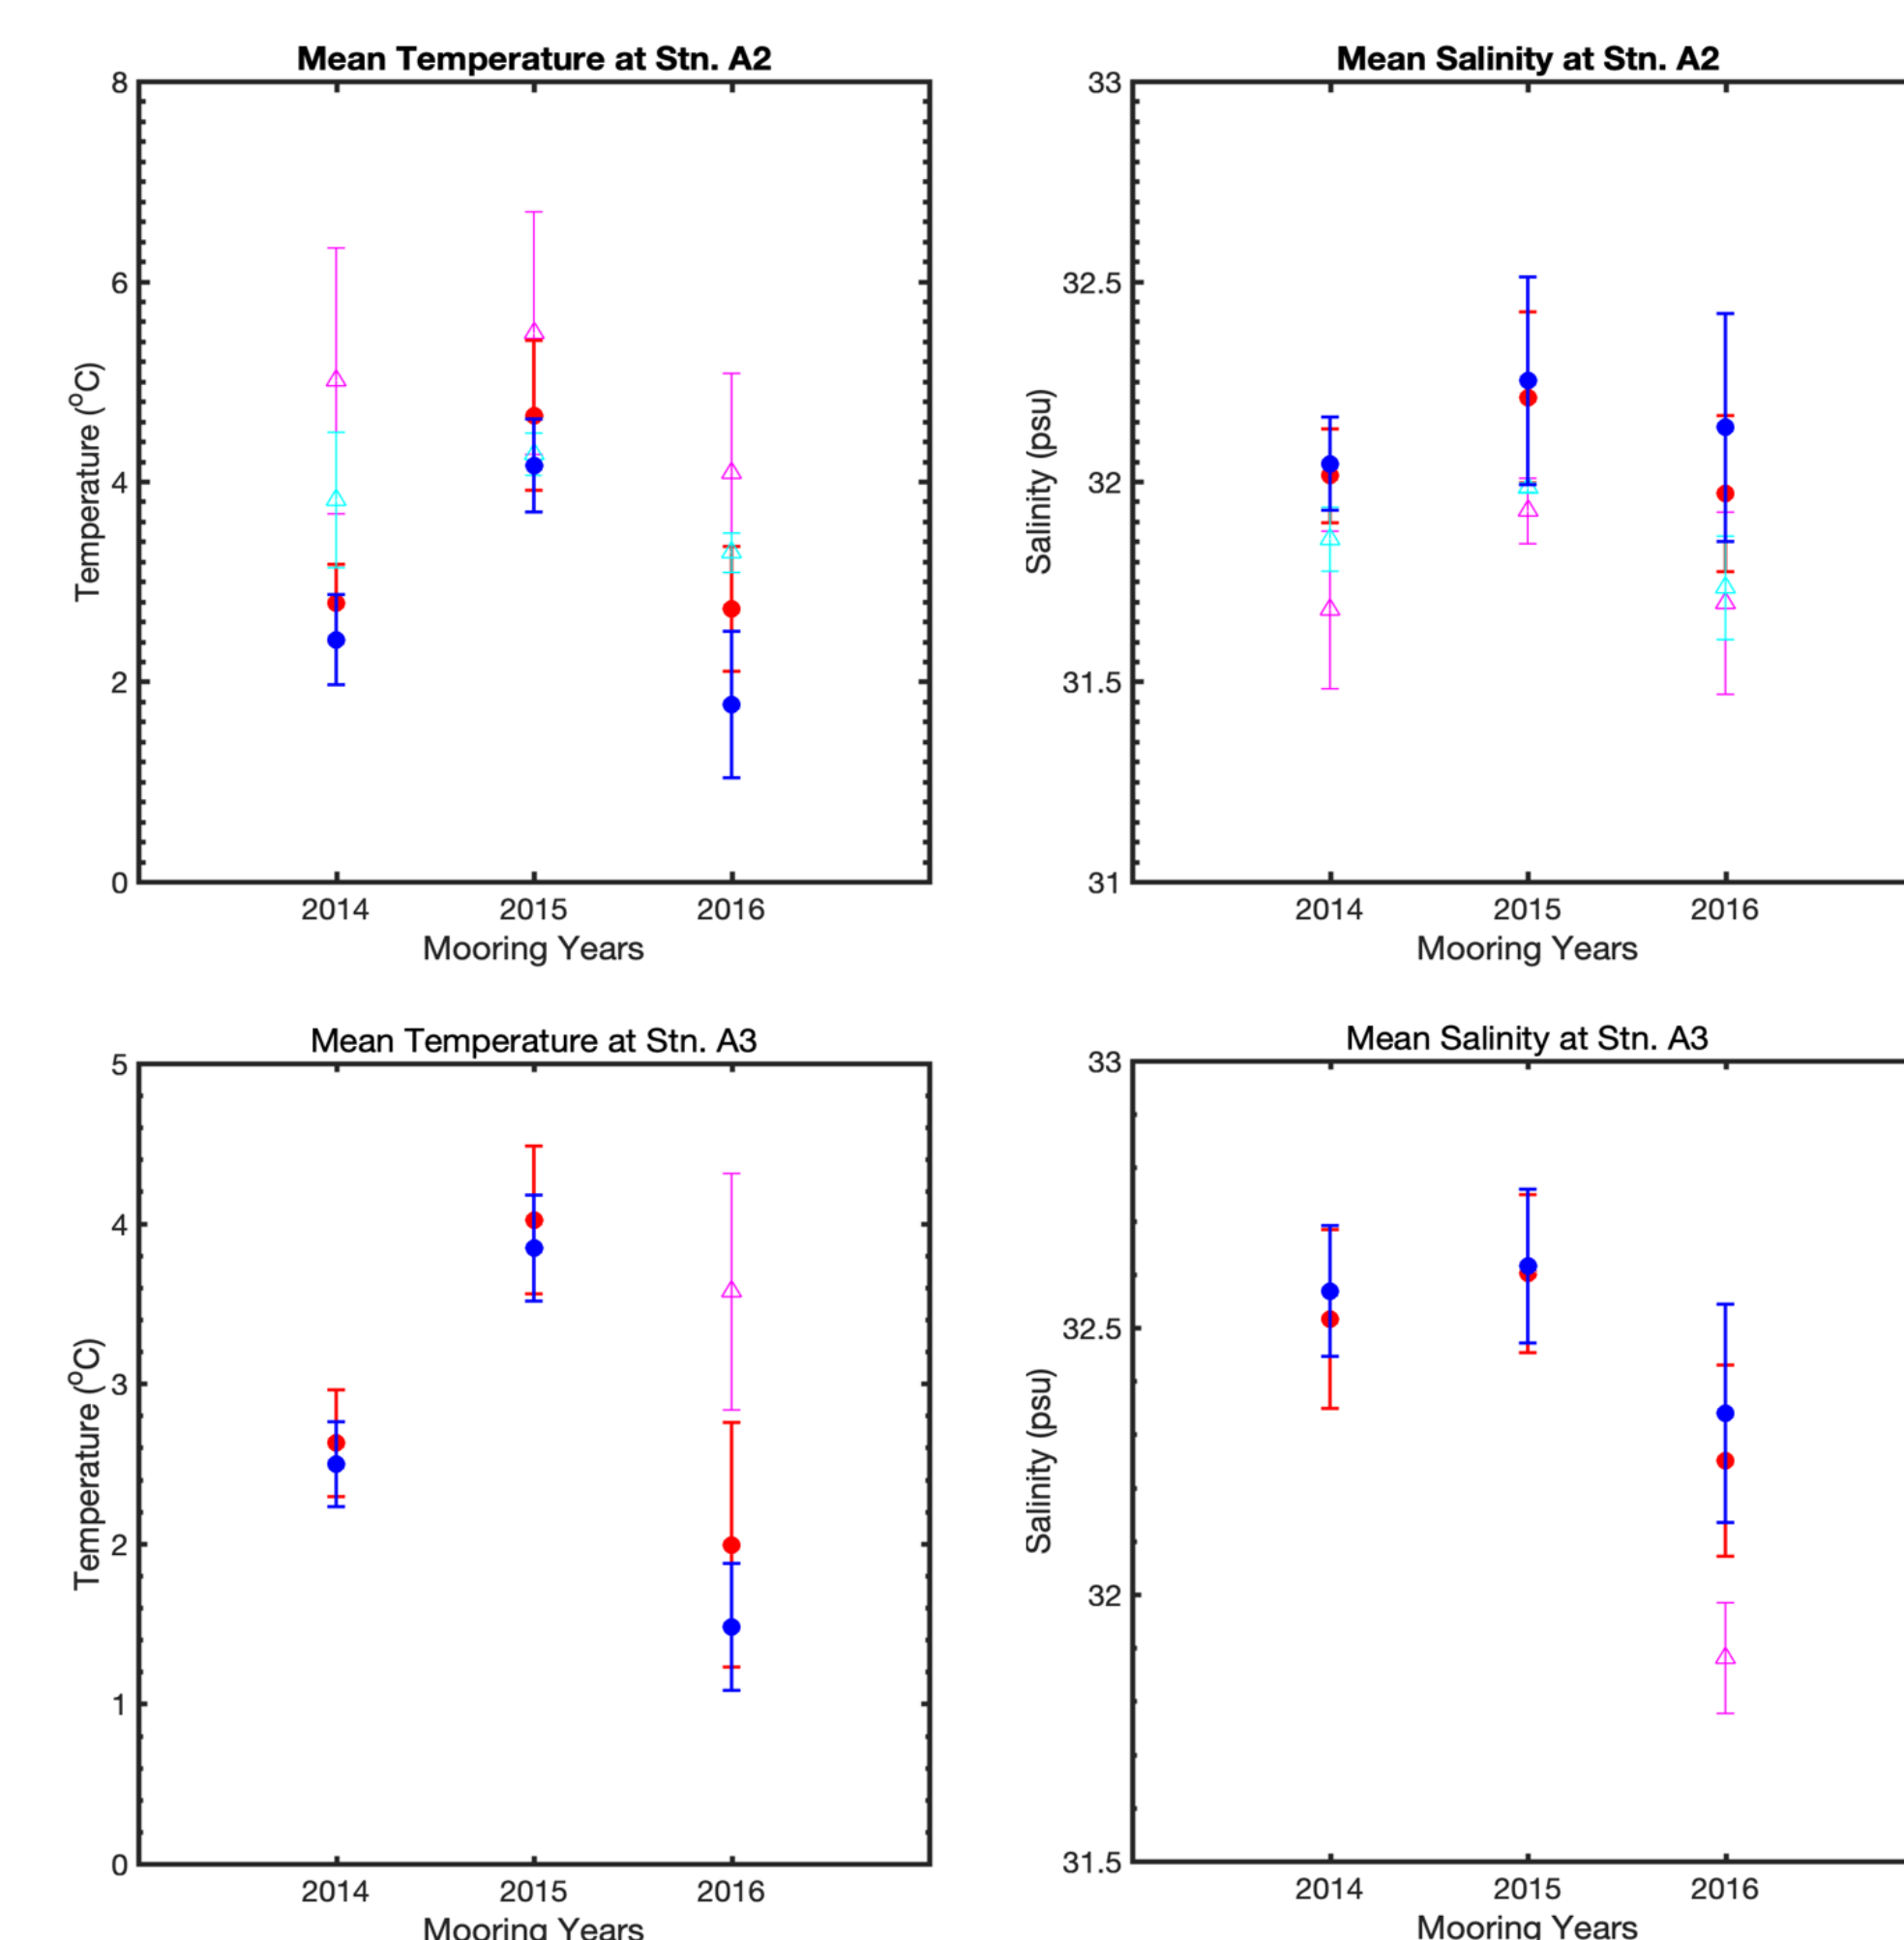 Mean Temperature at Stn. A2
8
6
4
2
0
Temperature (°C)
2014 2015 2016
Mooring Years
Mean Salinity at Stn. A2
33
32.5
32
31.5
31
Salinity (psu)
2014 2015 2016
Mooring Years
Mean Temperature at Stn. A3
5
4
3
2
1
0
Temperature (°C)
2014 2015 2016
Mooring Years
Mean Salinity at Stn. A3
33
32.5
32
31.5
Salinity (psu)
2014 2015 2016
Mooring Years